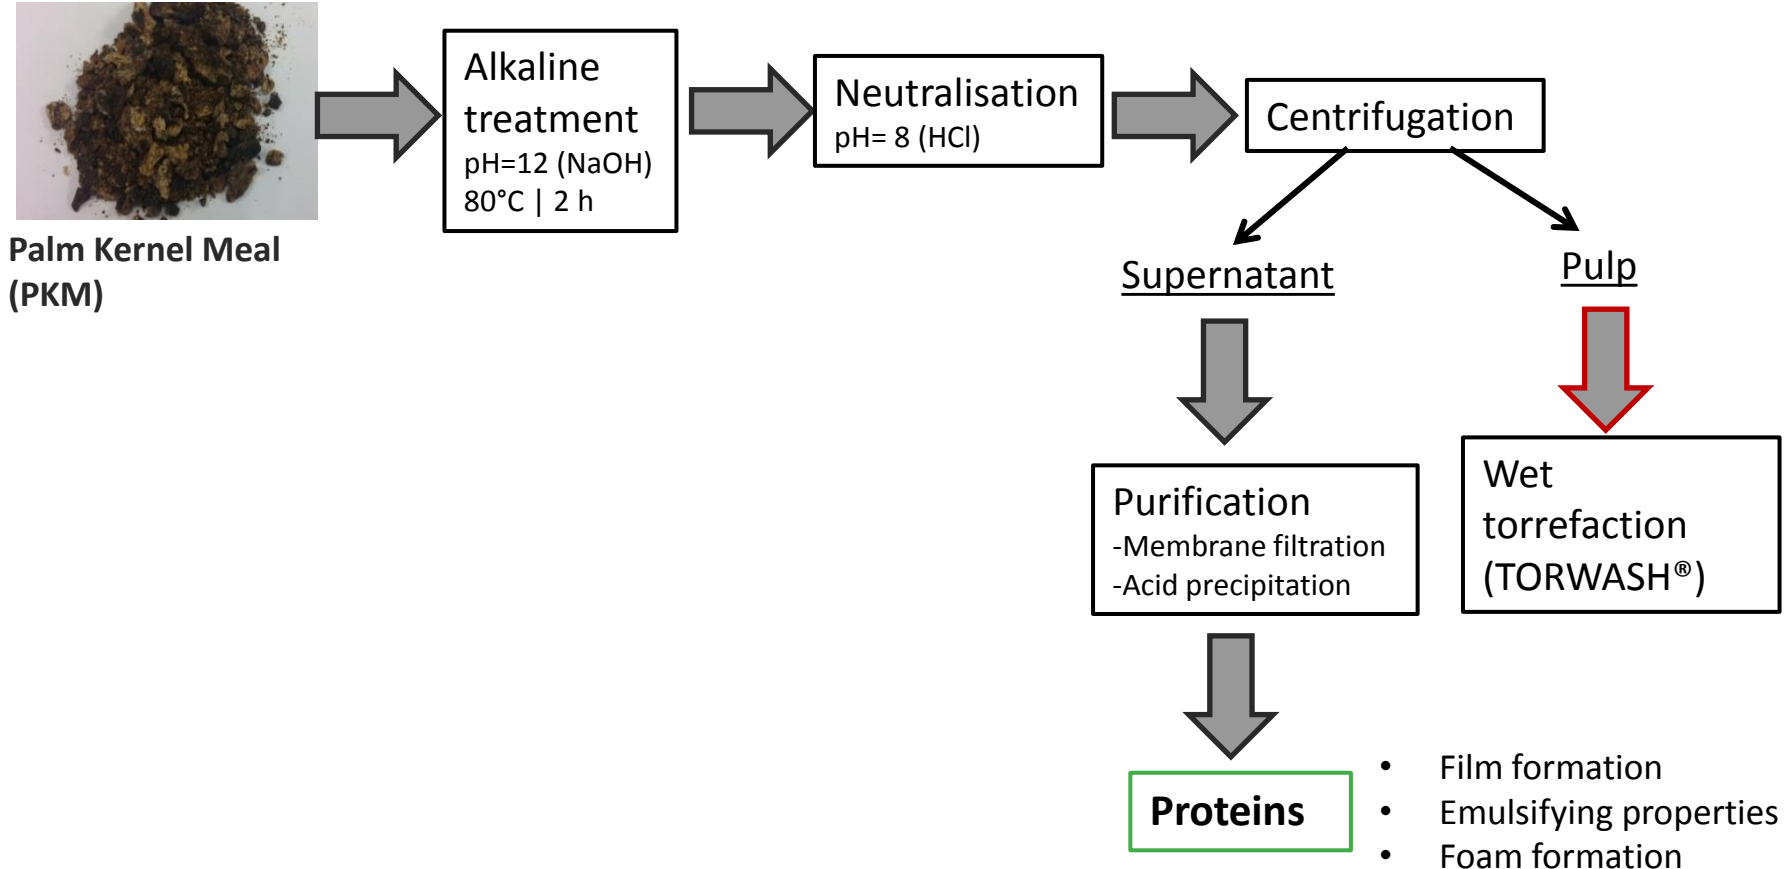 Palm Kernel Meal
(PKM)
Alkaline
treatment
pH=12 (NaOH)
80°C | 2 h
Neutralisation
pH= 8 (HCl)
Centrifugation
Supernatant
Pulp
Purification
-Membrane filtration
-Acid precipitation
Wet
torrefaction
(TORWASH®)
Proteins
• Film formation
• Emulsifying properties
• Foam formation